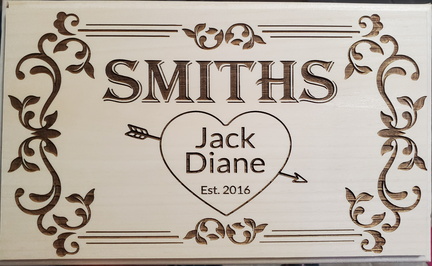 SMITHS
Jack
Diane
Est. 2016